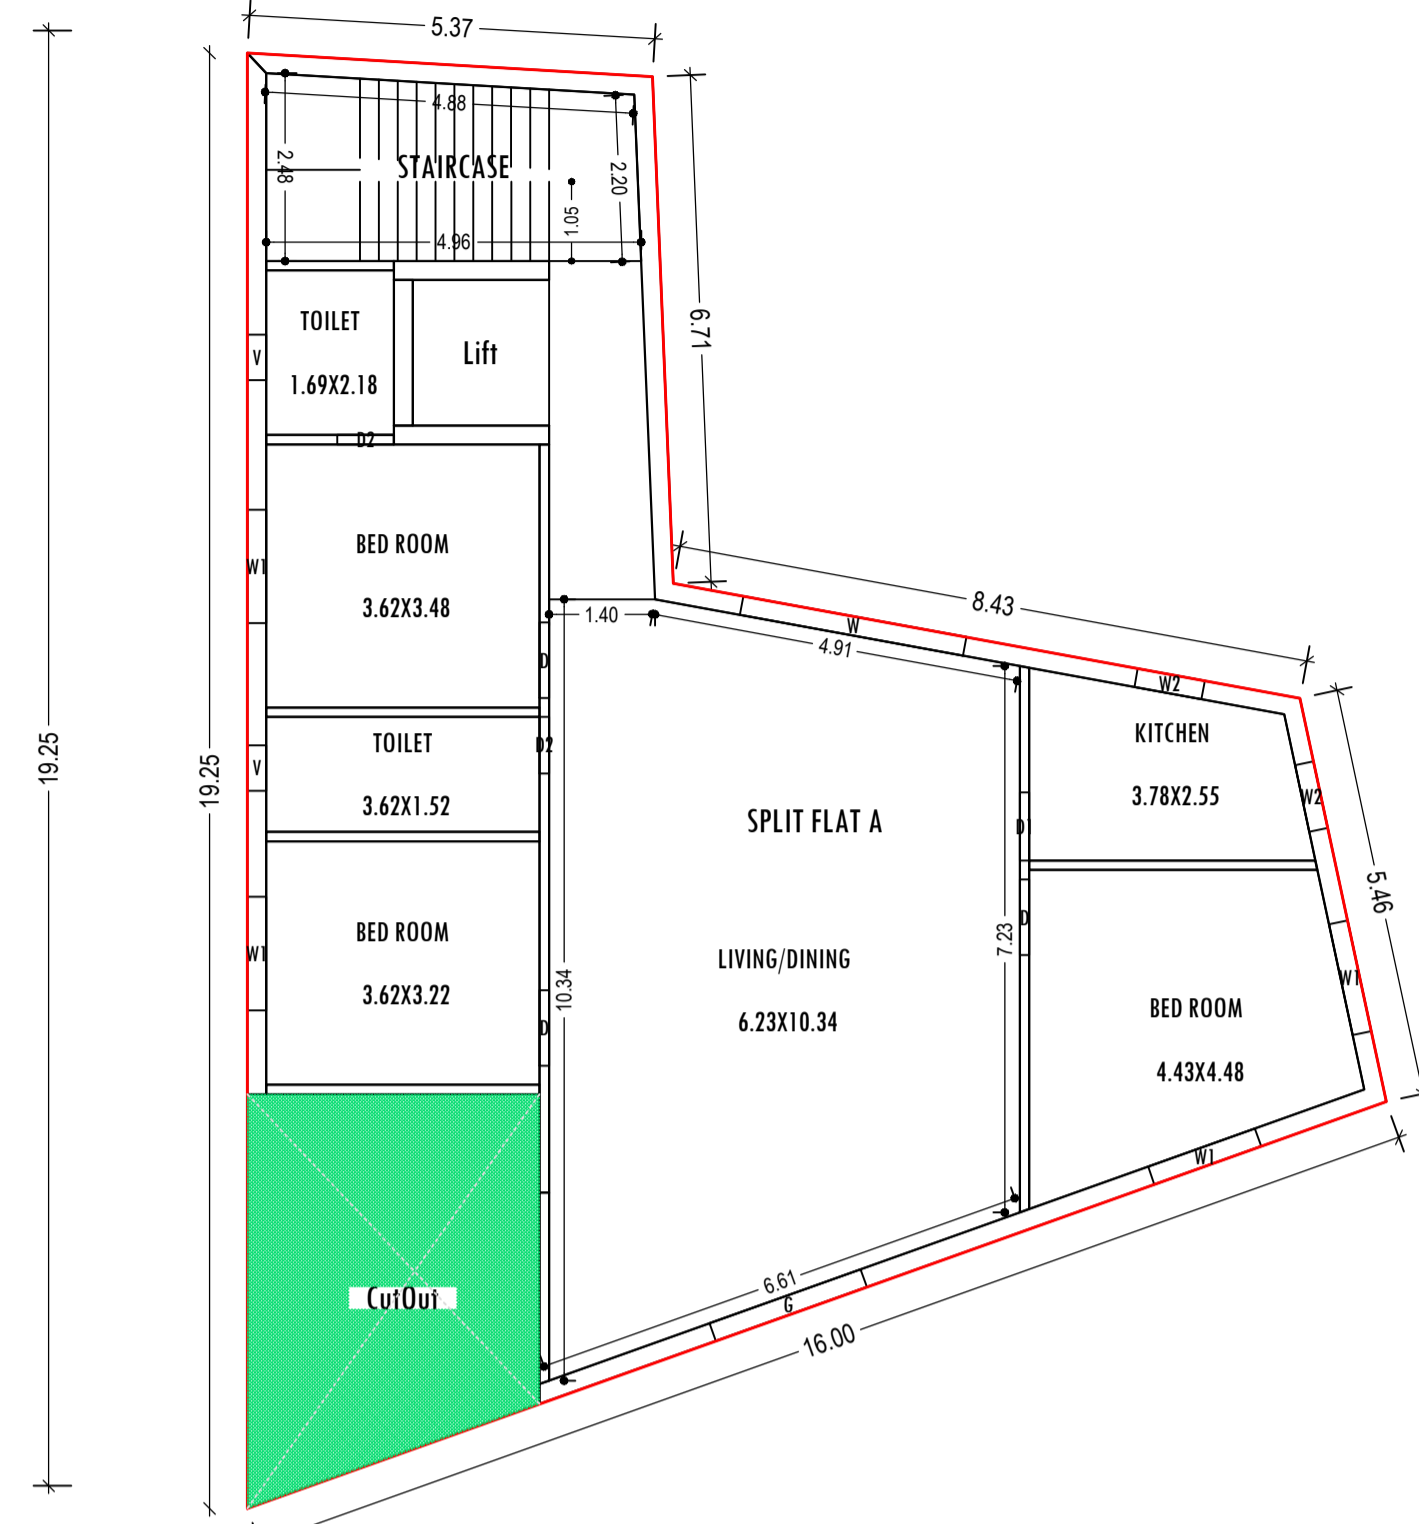 5.37
4.88
STAIRCASE
2.48
2.20
1.05
4.96
TOILET
1.69X2.18
Lift
V
D2
6.71
BED ROOM
3.62X3.48
W1
D
8.43
1.40
W
4.91
W2
TOILET
3.62X1.52
V
D2
KITCHEN
3.78X2.55
W2
19.25
19.25
SPLIT FLAT A
D1
D
5.46
BED ROOM
3.62X3.22
W1
D
10.34
LIVING/DINING
6.23X10.34
7.23
W1
BED ROOM
4.43X4.48
W1
CutOut
6.61
G
16.00